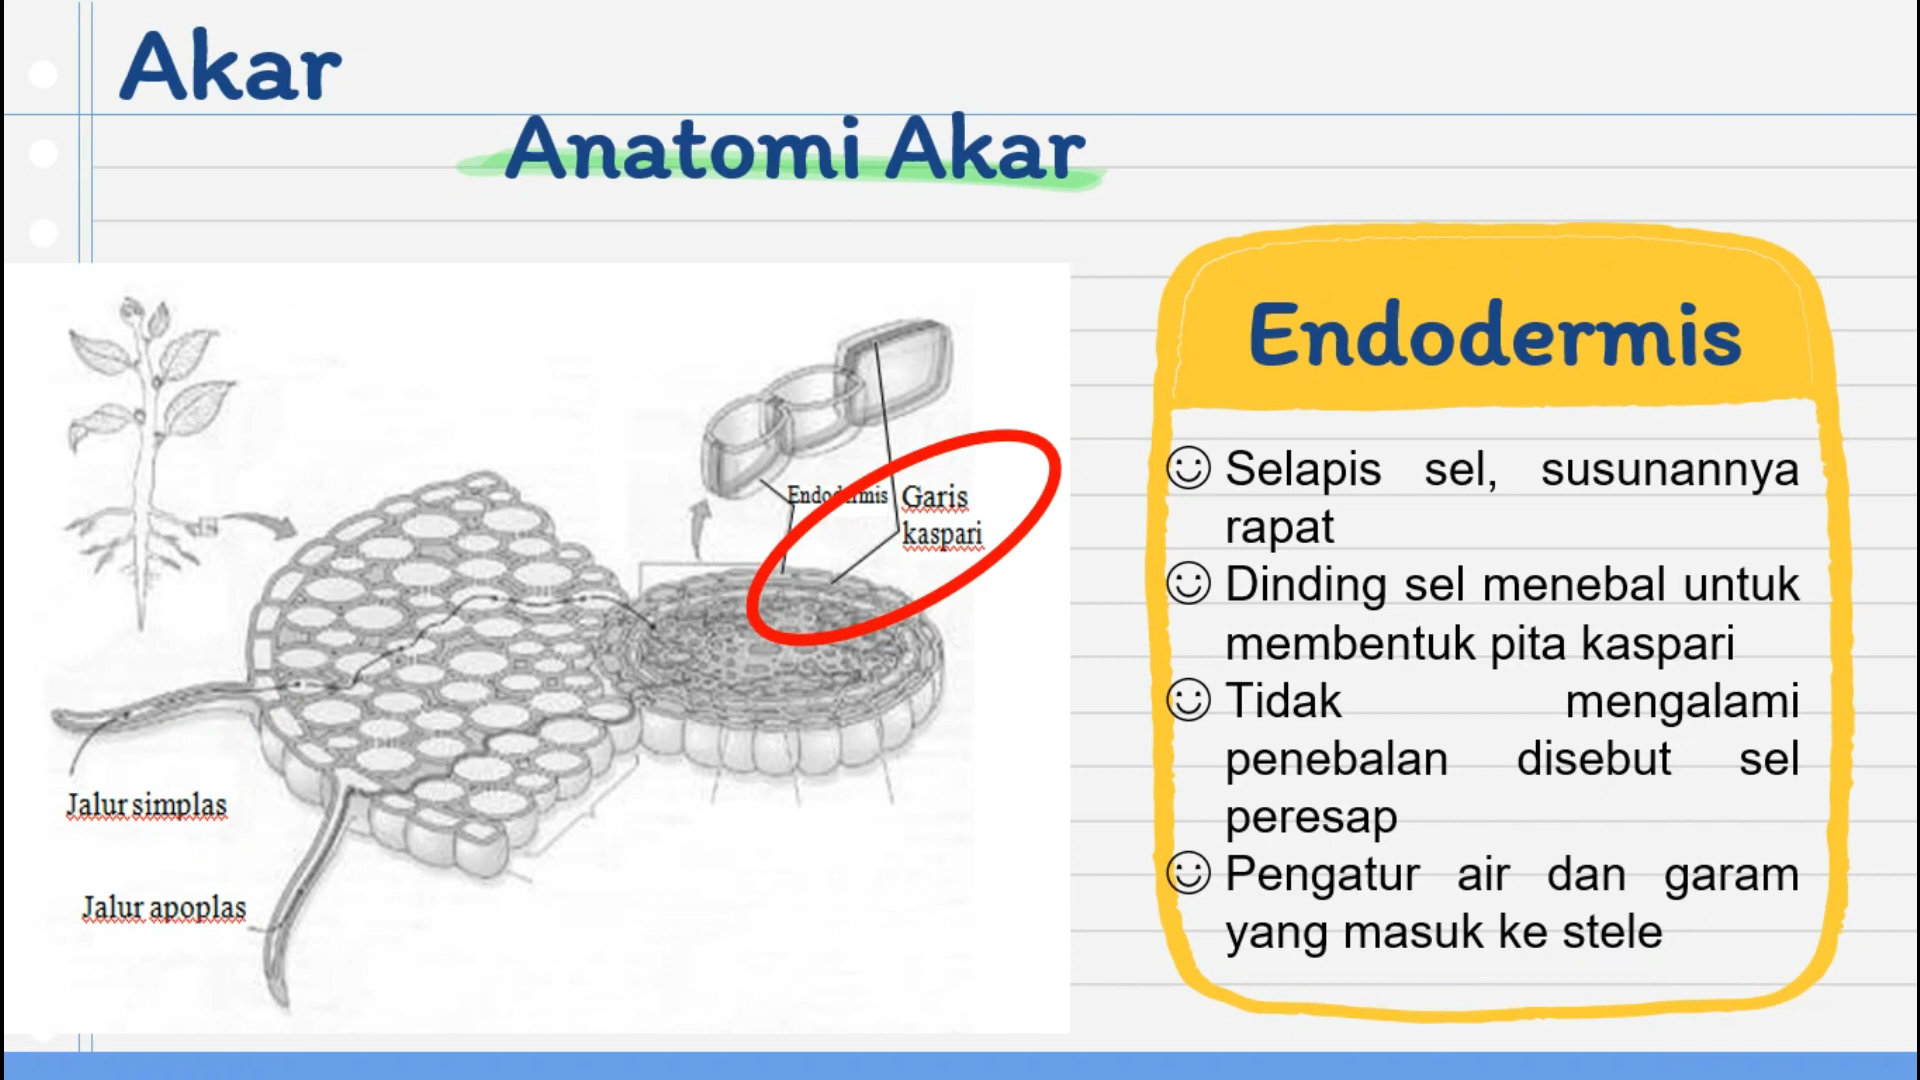 Akar
Anatomi Akar
Endodermis
Selapis sel, susunannya
rapat
Dinding sel menebal untuk
membentuk pita kaspari
Tidak mengalami
penebalan disebut sel
peresap
Pengatur air dan garam
yang masuk ke stele
Endodermis
Garis
kaspari
Jalur simplas
Jalur apoplas